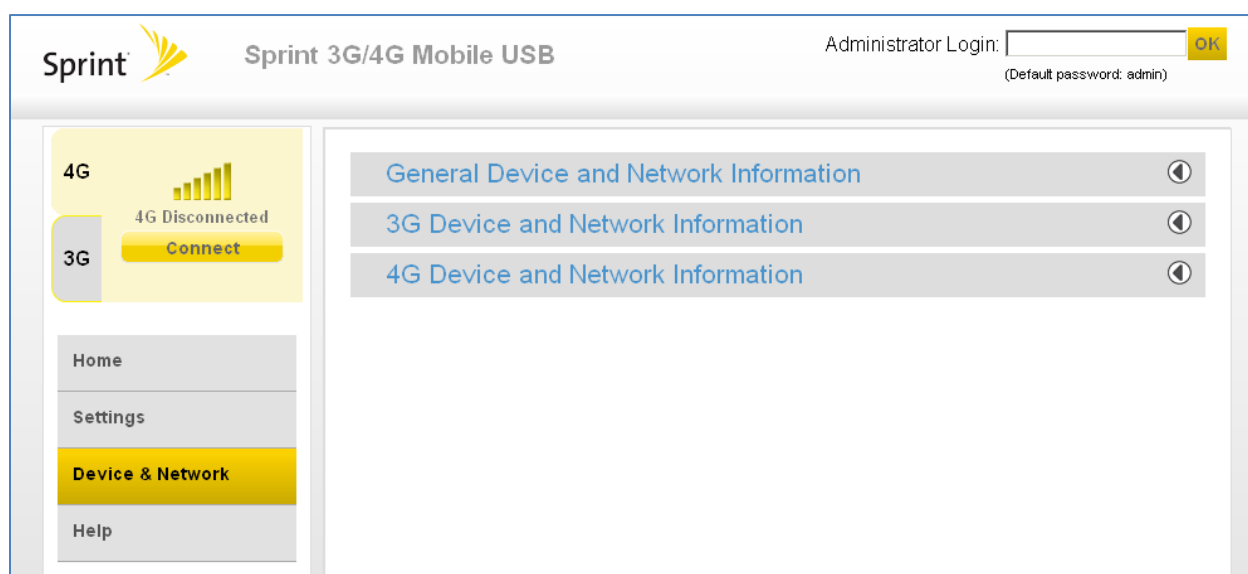 Sprint
Sprint 3G/4G Mobile USB
Administrator Login:
OK
(Default password: admin)
4G
4G Disconnected
Connect
3G
Home
Settings
Device & Network
Help
General Device and Network Information
3G Device and Network Information
4G Device and Network Information